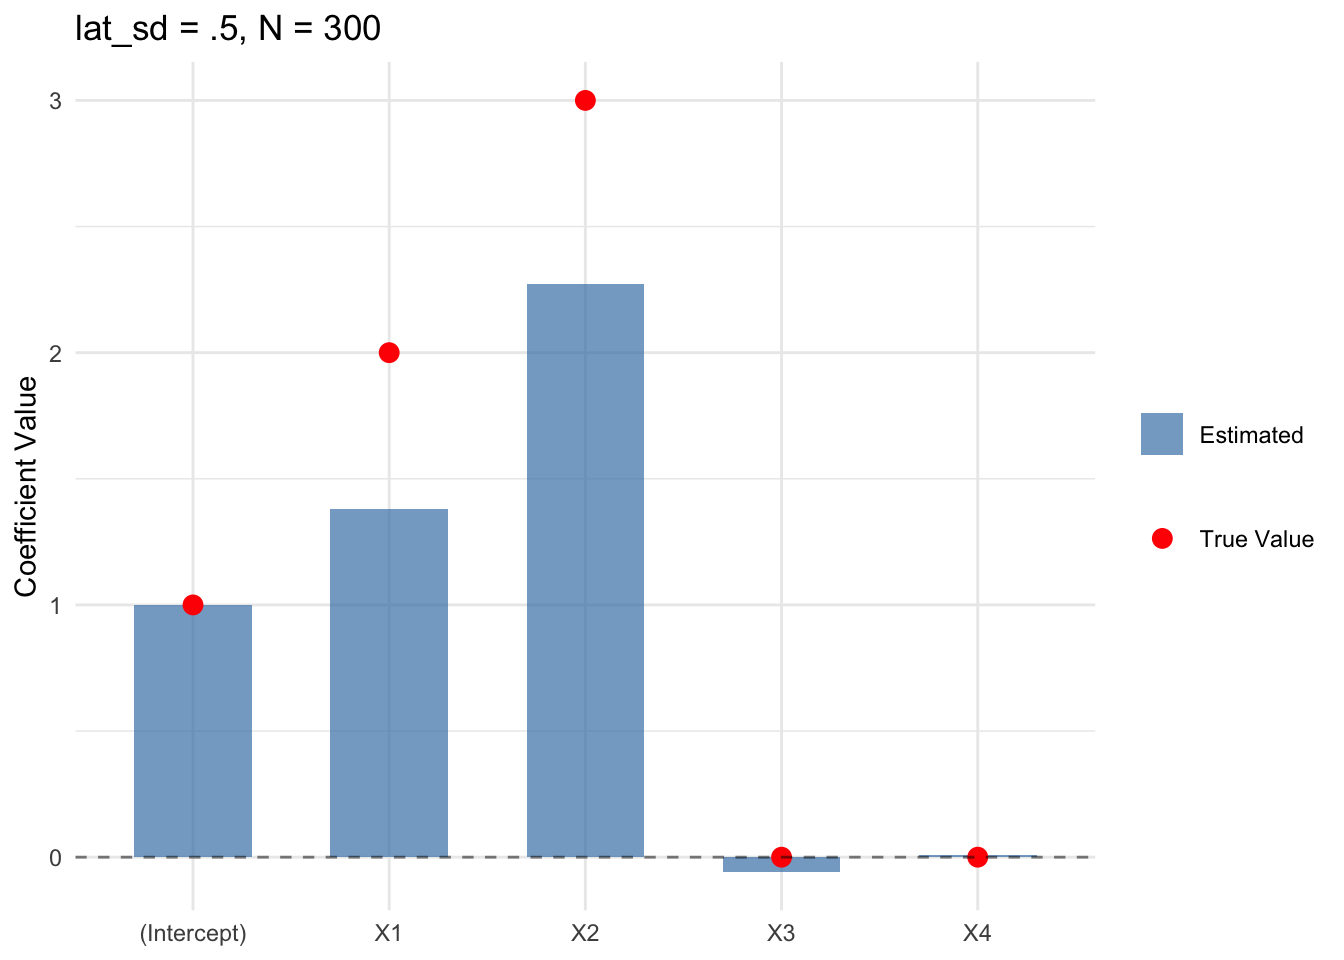 lat_sd = .5, N = 300
Coefficient Value
3
2
1
0
(Intercept) X1 X2 X3 X4
Estimated
True Value